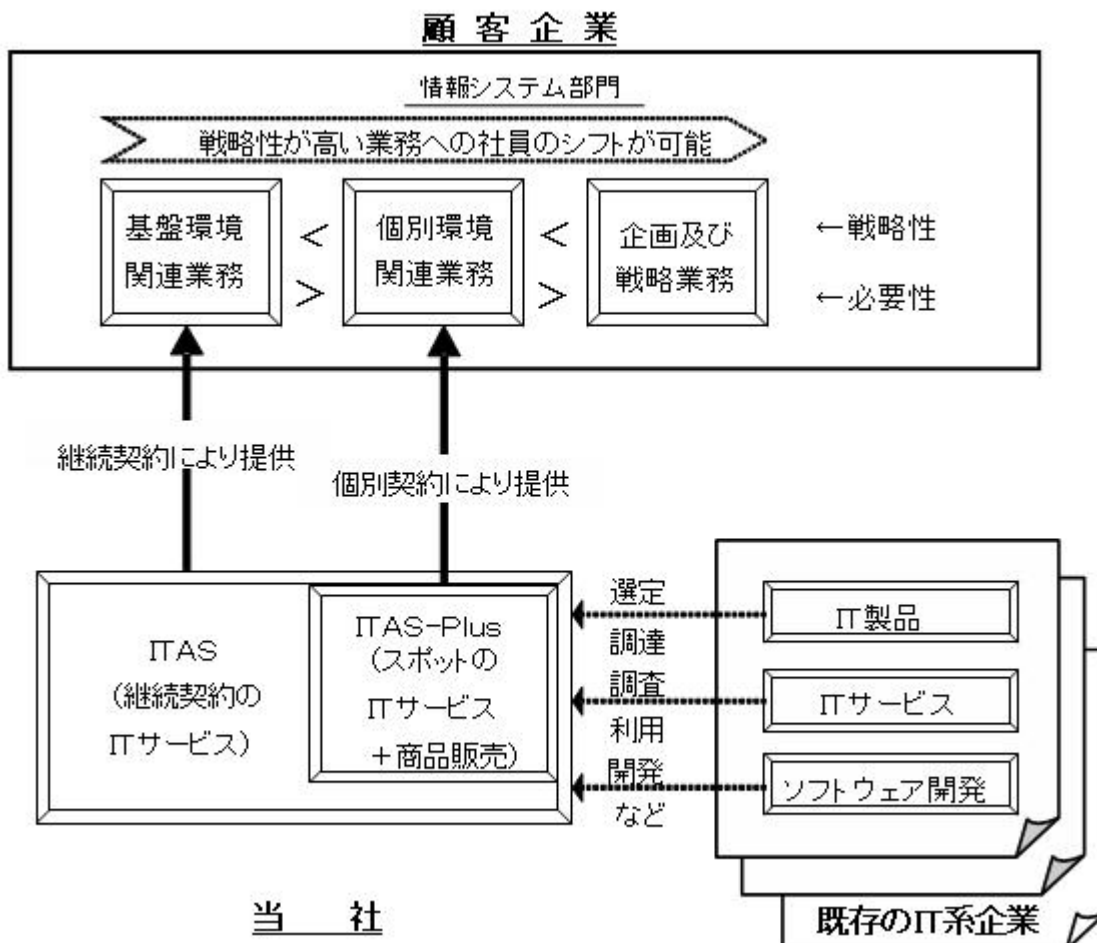 顧客企業
情報システム部門
戦略性が高い業務への社員のシフトが可能
基盤環境
関連業務
<
>
個別環境
関連業務
<
>
企画及び
戦略業務
←戦略性
←必要性
継続契約により提供
個別契約により提供
ITAS
(継続契約の
ITサービス)
ITAS-Plus
(スポットの
ITサービス
+商品販売)
選定
調達
調査
利用
開発
など
IT製品
ITサービス
ソフトウェア開発
当社
既存のIT系企業